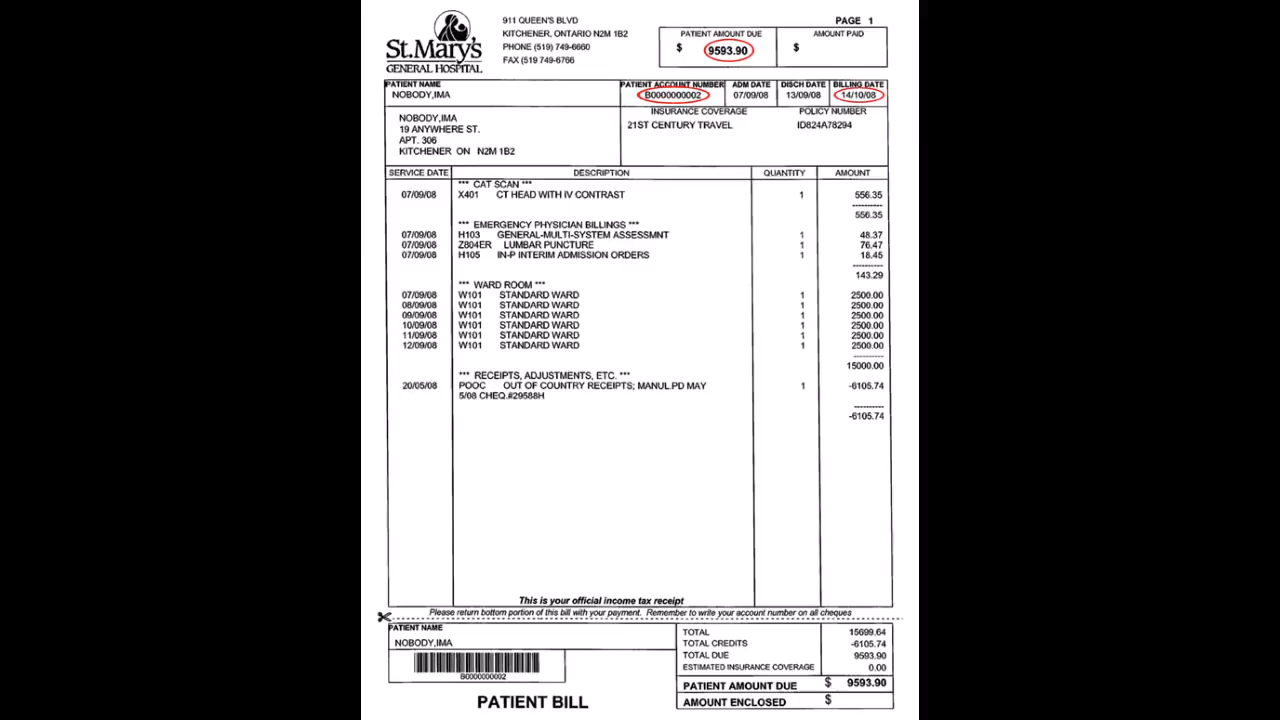 St.Mary's
GENERAL HOSPITAL
911 QUEEN'S BLVD
KITCHENER, ONTARIO N2M 1B2
PHONE (519) 749-6660
FAX (519 749-6766
PAGE 1
PATIENT AMOUNT DUE
$ 9593.90
AMOUNT PAID
$
PATIENT NAME
NOBODY,IMA
PATIENT ACCOUNT NUMBER ADM DATE DISCH DATE BILLING DATE
B0000000002 07/09/08 13/09/08 14/10/08
NOBODY,IMA
19 ANYWHERE ST.
APT. 306
KITCHENER ON N2M 1B2
INSURANCE COVERAGE POLICY NUMBER
21ST CENTURY TRAVEL ID824A78294
SERVICE DATE DESCRIPTION QUANTITY AMOUNT
*** CAT SCAN ***
07/09/08 X401 CT HEAD WITH IV CONTRAST 1 556.35
----------
556.35
*** EMERGENCY PHYSICIAN BILLINGS ***
07/09/08 H103 GENERAL-MULTI-SYSTEM ASSESSMNT 1 48.37
07/09/08 Z804ER LUMBAR PUNCTURE 1 76.47
07/09/08 H105 IN-P INTERIM ADMISSION ORDERS 1 18.45
----------
143.29
*** WARD ROOM ***
07/09/08 W101 STANDARD WARD 1 2500.00
08/09/08 W101 STANDARD WARD 1 2500.00
09/09/08 W101 STANDARD WARD 1 2500.00
10/09/08 W101 STANDARD WARD 1 2500.00
11/09/08 W101 STANDARD WARD 1 2500.00
12/09/08 W101 STANDARD WARD 1 2500.00
----------
15000.00
*** RECEIPTS, ADJUSTMENTS, ETC. ***
20/05/08 POOC OUT OF COUNTRY RECEIPTS; MANUL.PD MAY 1 -6105.74
5/08 CHEQ.#29588H
----------
-6105.74
This is your official income tax receipt
Please return bottom portion of this bill with your payment. Remember to write your account number on all cheques
PATIENT NAME
NOBODY,IMA
B0000000002
PATIENT BILL
TOTAL 15699.64
TOTAL CREDITS -6105.74
TOTAL DUE 9593.90
ESTIMATED INSURANCE COVERAGE 0.00
PATIENT AMOUNT DUE $ 9593.90
AMOUNT ENCLOSED $